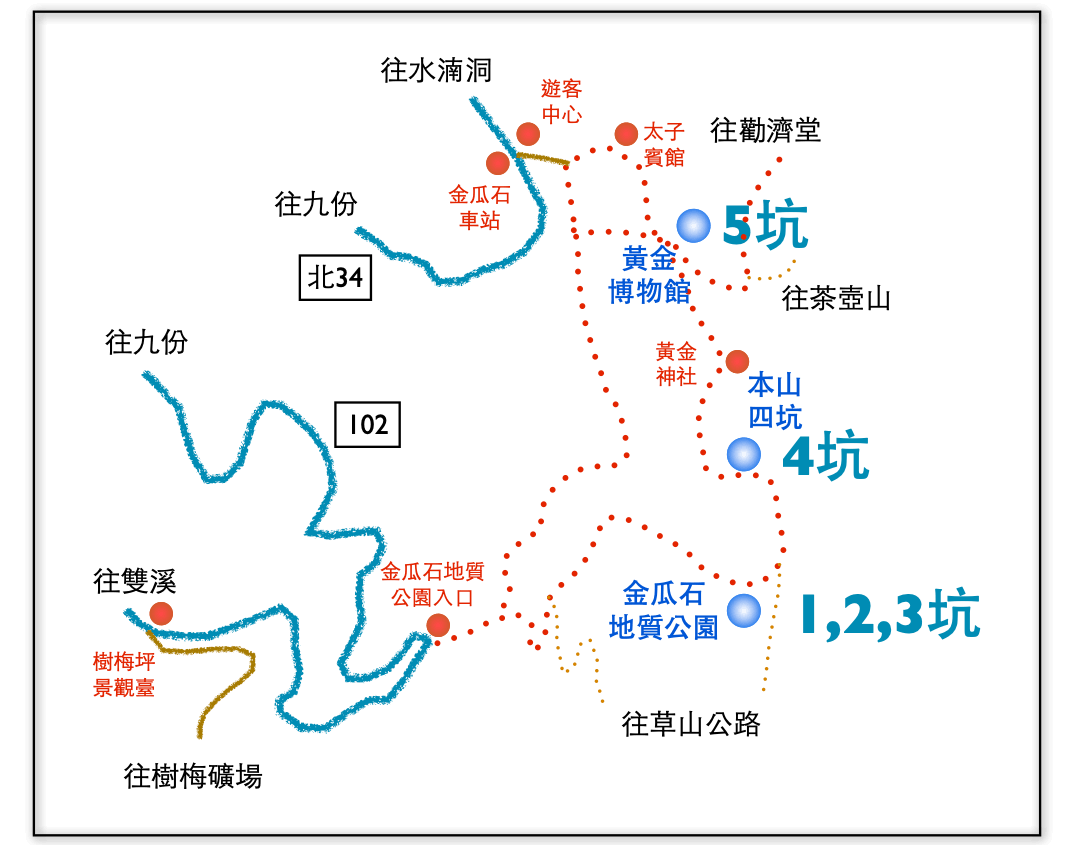 往水湳洞
遊客
中心
太子
賓館
往勸濟堂
金瓜石
車站
往九份
5坑
北34
黃金
博物館
往茶壺山
往九份
黃金
神社
本山
四坑
102
4坑
往雙溪
金瓜石地質
公園入口
金瓜石
地質公園
1,2,3坑
樹梅坪
景觀臺
往草山公路
往樹梅礦場